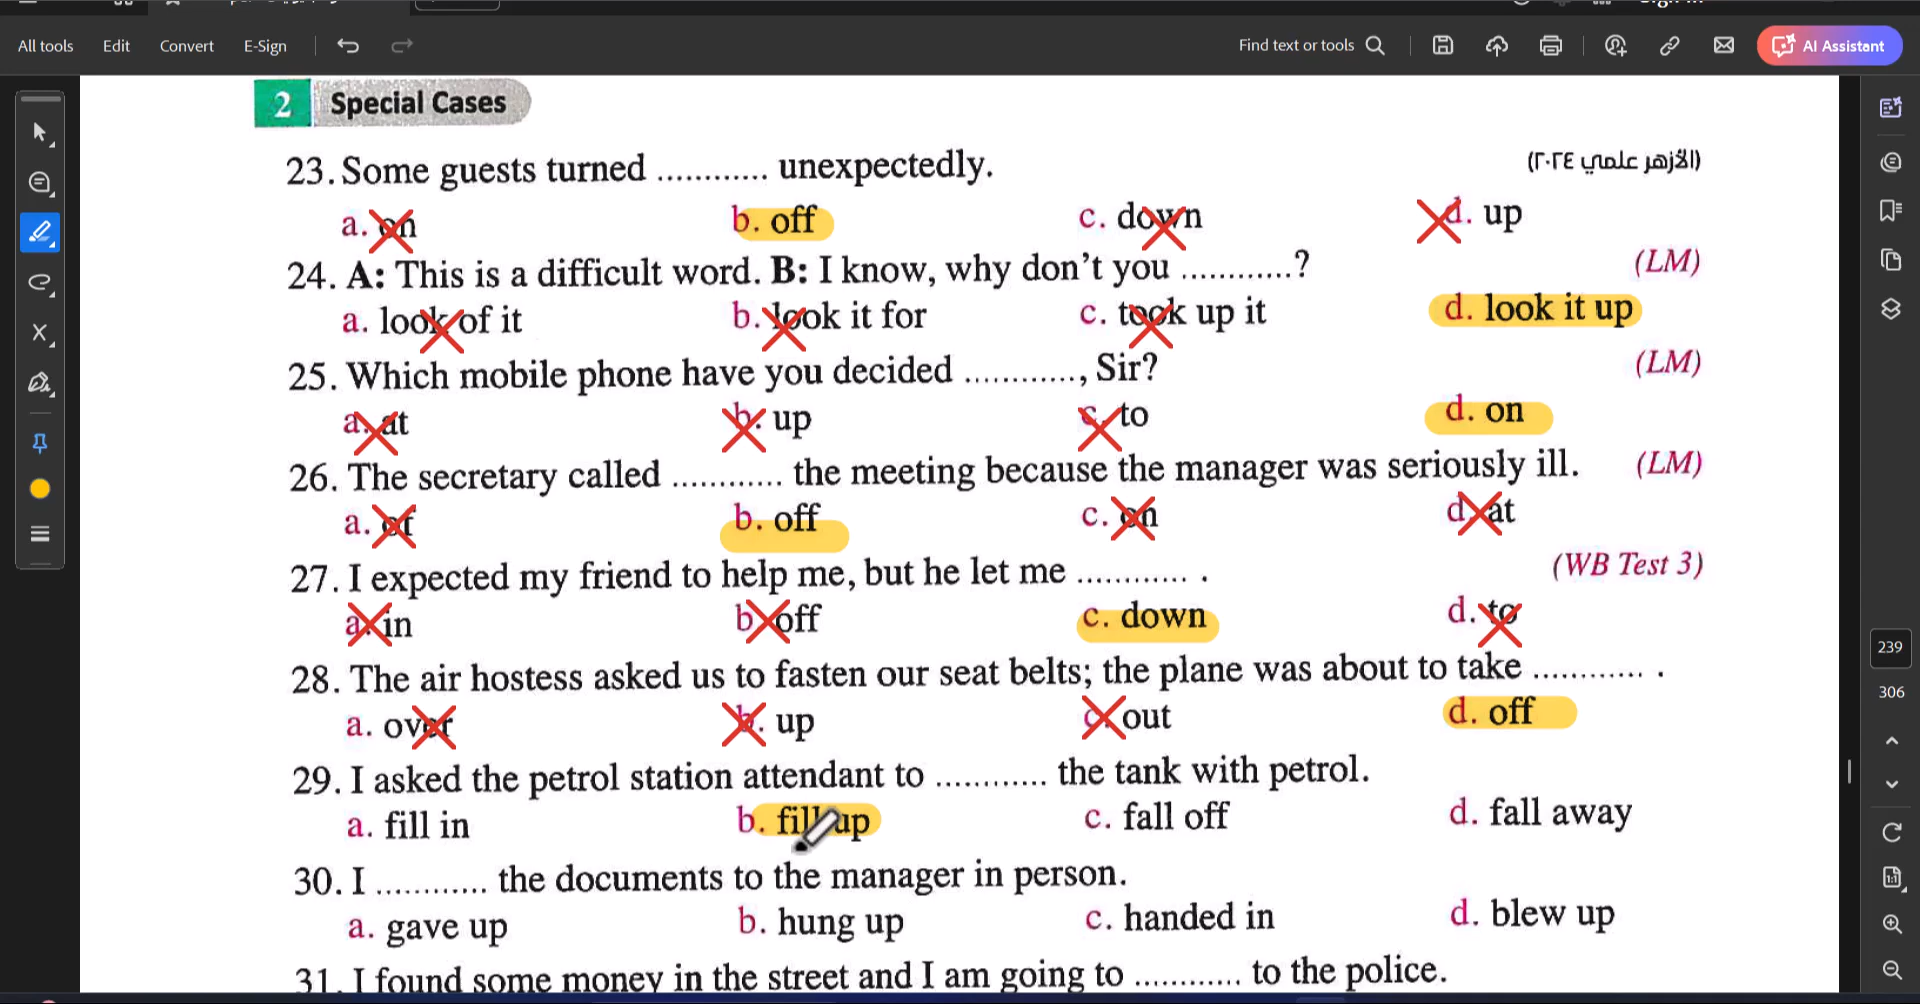 All tools Edit Convert E-Sign Find text or tools AI Assistant
2 Special Cases
23. Some guests turned ............ unexpectedly. (الأزهر علمي ٢٠٢٤)
a. on b. off c. down d. up
24. A: This is a difficult word. B: I know, why don't you ............? (LM)
a. look of it b. look it for c. took up it d. look it up
25. Which mobile phone have you decided ............, Sir? (LM)
a. at b. up c. to d. on
26. The secretary called ............ the meeting because the manager was seriously ill. (LM)
a. of b. off c. on d. at
27. I expected my friend to help me, but he let me ............ . (WB Test 3)
a. in b. off c. down d. to
28. The air hostess asked us to fasten our seat belts; the plane was about to take ............ .
a. over b. up c. out d. off
29. I asked the petrol station attendant to ............ the tank with petrol.
a. fill in b. fill up c. fall off d. fall away
30. I ............ the documents to the manager in person.
a. gave up b. hung up c. handed in d. blew up
31. I found some money in the street and I am going to ............ to the police.
239
306
1:1